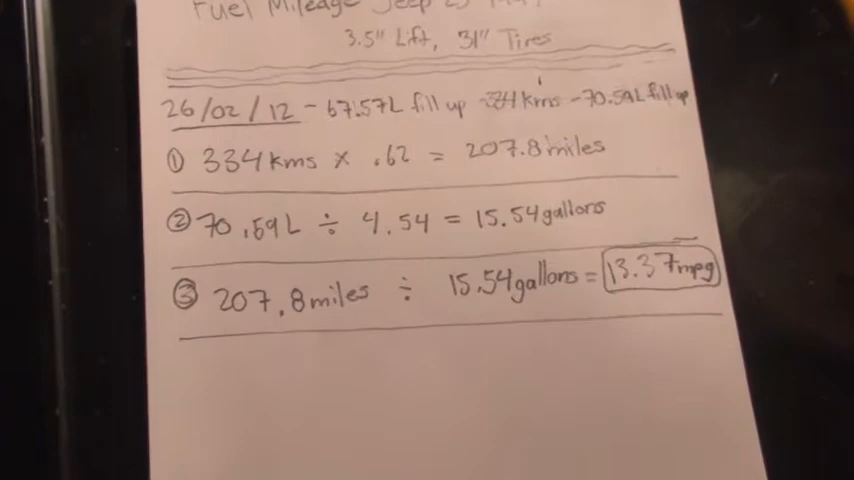 Fuel Mileage Jeep
3.5" Lift, 31" Tires
26/02/12 - 67.57L fill up - 334 kms - 70.59L fill up
① 334 kms x .62 = 207.8 miles
② 70.59L ÷ 4.54 = 15.54 gallons
③ 207.8 miles ÷ 15.54 gallons = 13.37 mpg